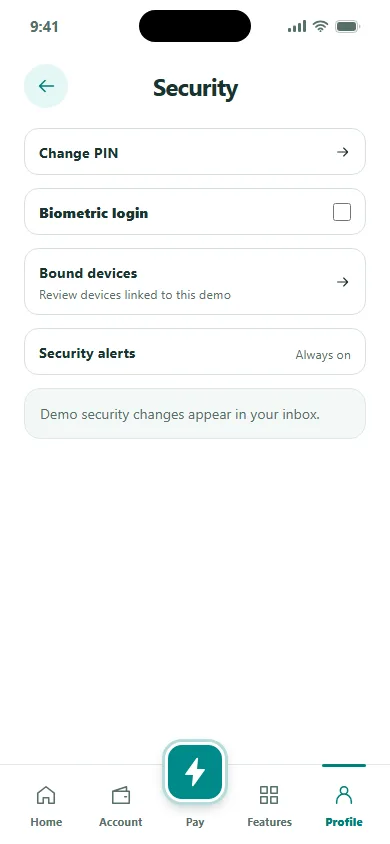 9:41
Security
Change PIN
Biometric login
Bound devices
Review devices linked to this demo
Security alerts
Always on
Demo security changes appear in your inbox.
Home
Account
Pay
Features
Profile